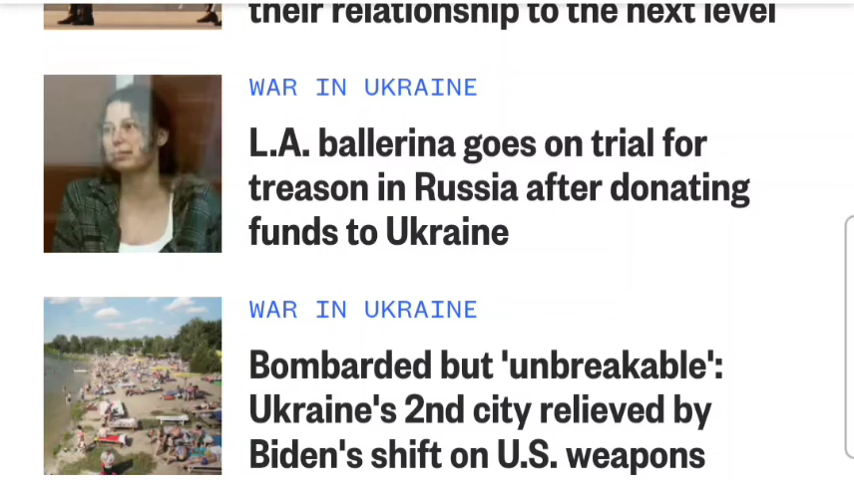 their relationship to the next level
WAR IN UKRAINE
L.A. ballerina goes on trial for
treason in Russia after donating
funds to Ukraine
WAR IN UKRAINE
Bombarded but 'unbreakable':
Ukraine's 2nd city relieved by
Biden's shift on U.S. weapons